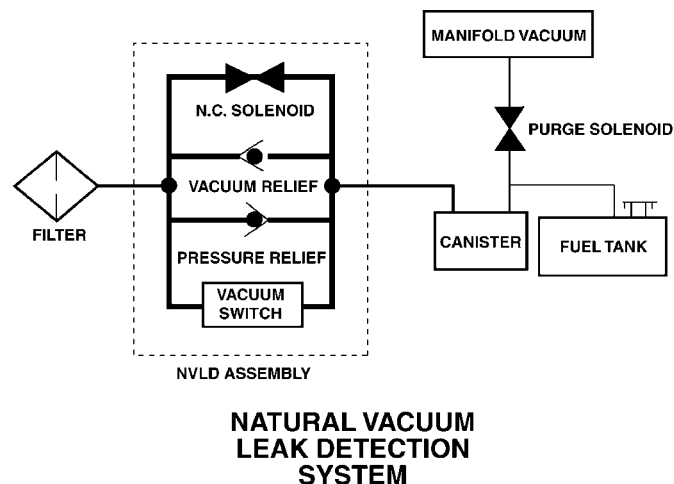 MANIFOLD VACUUM
N.C. SOLENOID
PURGE SOLENOID
VACUUM RELIEF
FILTER
CANISTER
FUEL TANK
PRESSURE RELIEF
VACUUM
SWITCH
NVLD ASSEMBLY
NATURAL VACUUM
LEAK DETECTION
SYSTEM